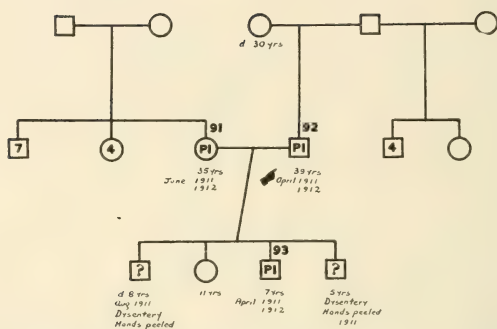 d 30 yrs
91
92
7
4
PI
PI
4
35 yrs
June 1911
1912
39 yrs
April 1911
1912
93
?
PI
?
d 8 yrs
Aug 1911
Dysentery
Hands peeled
11 yrs
7 yrs
April 1911
1912
5 yrs
Dysentery
Hands peeled
1911